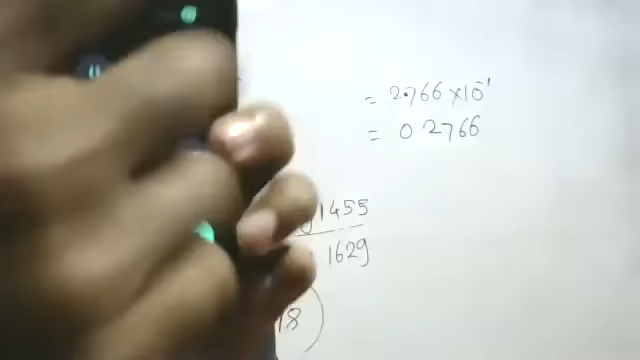 = 2.766 × 10⁻¹
= 0 2766
1455
1629
18)